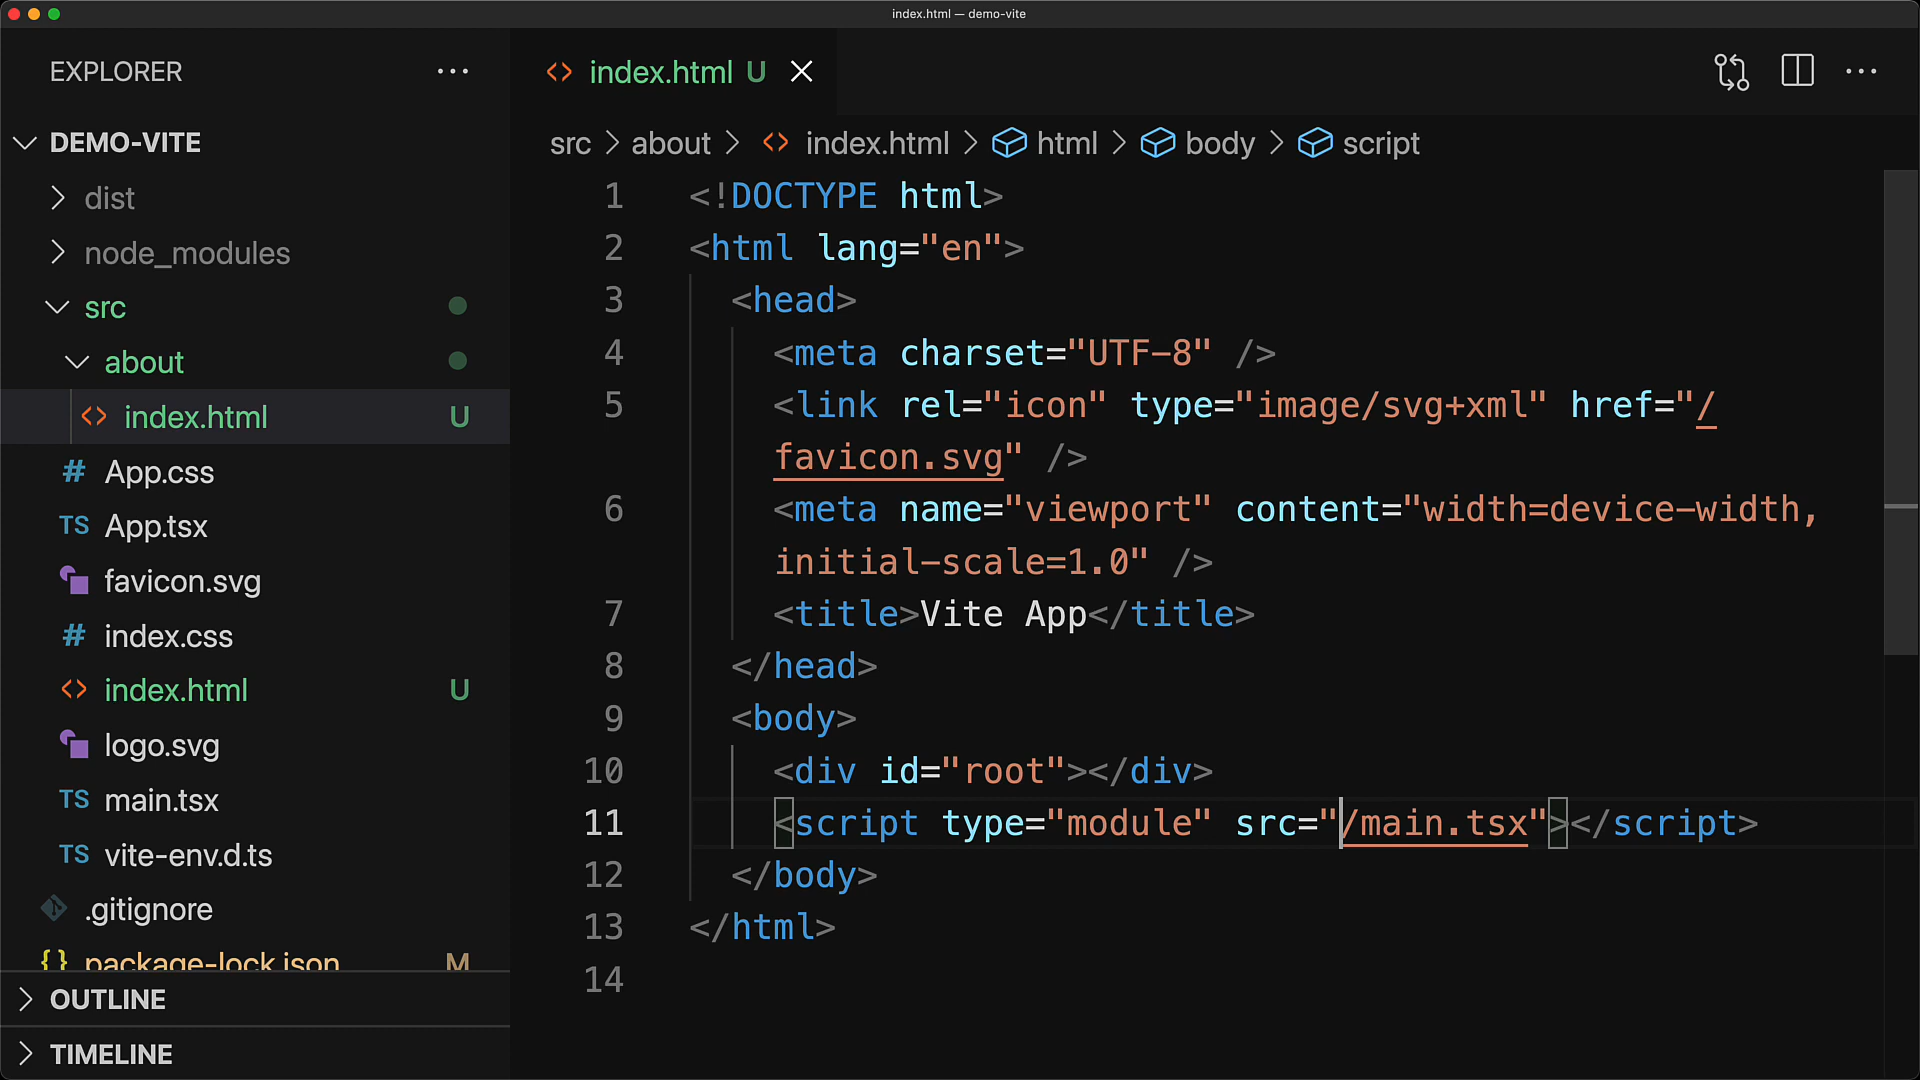 index.html — demo-vite
EXPLORER
index.html U
DEMO-VITE
src > about > index.html > html > body > script
dist
node_modules
src
about
index.html U
App.css
TS App.tsx
favicon.svg
index.css
index.html U
logo.svg
TS main.tsx
TS vite-env.d.ts
.gitignore
{} package-lock.json M
OUTLINE
TIMELINE
1 <!DOCTYPE html>
2 <html lang="en">
3 <head>
4 <meta charset="UTF-8" />
5 <link rel="icon" type="image/svg+xml" href="/
favicon.svg" />
6 <meta name="viewport" content="width=device-width,
initial-scale=1.0" />
7 <title>Vite App</title>
8 </head>
9 <body>
10 <div id="root"></div>
11 <script type="module" src="/main.tsx"></script>
12 </body>
13 </html>
14